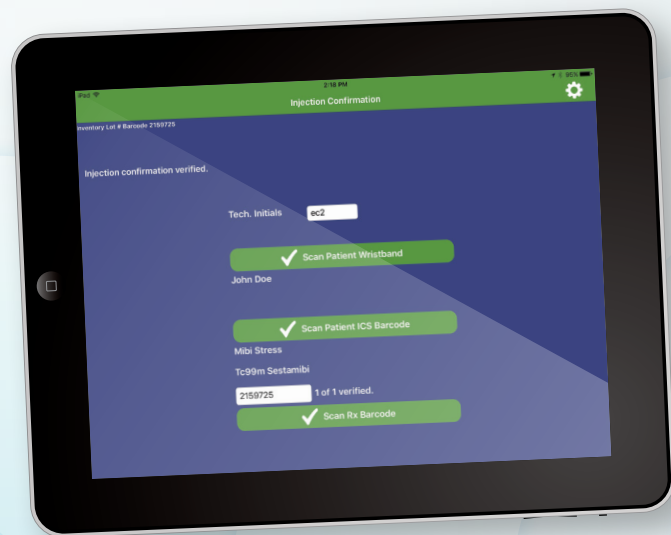 iPad
2:18 PM
95%
Injection Confirmation
Inventory Lot # Barcode 2159725
Injection confirmation verified.
Tech. Initials ec2
Scan Patient Wristband
John Doe
Scan Patient ICS Barcode
Mibi Stress
Tc99m Sestamibi
2159725 1 of 1 verified.
Scan Rx Barcode